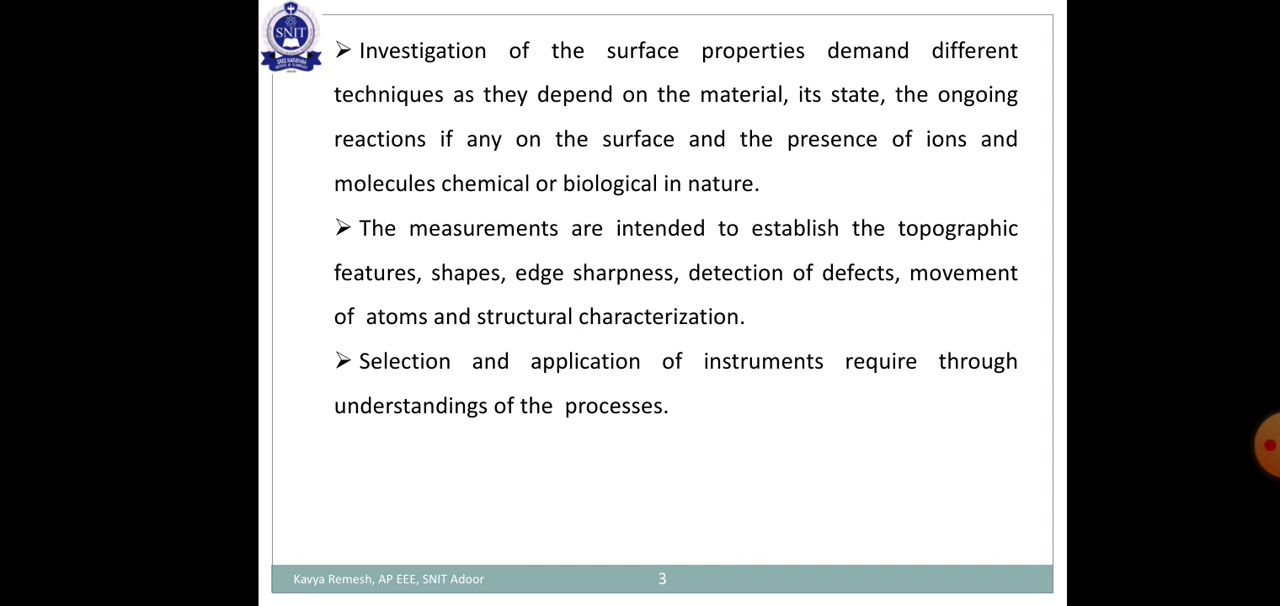 SNIT
➢ Investigation of the surface properties demand different
techniques as they depend on the material, its state, the ongoing
reactions if any on the surface and the presence of ions and
molecules chemical or biological in nature.
➢ The measurements are intended to establish the topographic
features, shapes, edge sharpness, detection of defects, movement
of atoms and structural characterization.
➢ Selection and application of instruments require through
understandings of the processes.
Kavya Remesh, AP EEE, SNIT Adoor 3